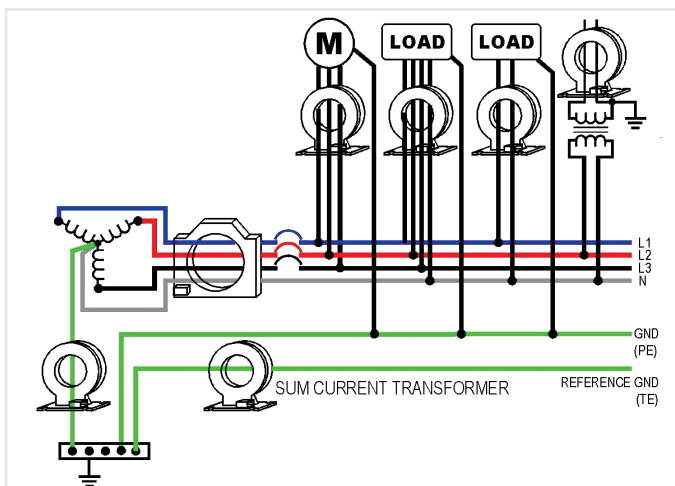 M
LOAD
LOAD
L1
L2
L3
N
GND
(PE)
SUM CURRENT TRANSFORMER
REFERENCE GND
(TE)